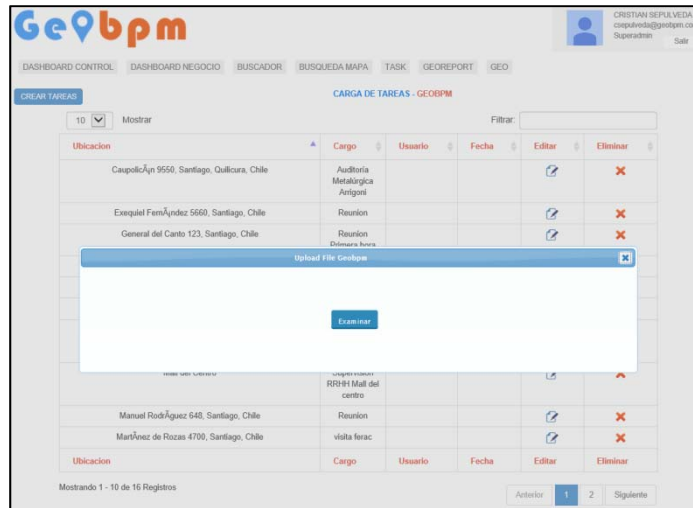 Geobpm
CRISTIAN SEPULVEDA
csepulveda@geobpm.co
Superadmin
Salir
DASHBOARD CONTROL DASHBOARD NEGOCIO BUSCADOR BUSQUEDA MAPA TASK GEOREPORT GEO
CREAR TAREAS
CARGA DE TAREAS - GEOBPM
10 Mostrar Filtrar:
Ubicacion Cargo Usuario Fecha Editar Eliminar
CaupolicÃ¡n 9550, Santiago, Quilicura, Chile
Auditoría
Metalúrgica
Arrigoni
Exequiel FernÃ¡ndez 5660, Santiago, Chile Reunion
General del Canto 123, Santiago, Chile Reunion
Primera hora
Upload File Geobpm
Examinar
Mall del Centro Supervision
RRHH Mall del
centro
Manuel RodrÃ­guez 648, Santiago, Chile Reunion
MartÃ­nez de Rozas 4700, Santiago, Chile visita ferac
Ubicacion Cargo Usuario Fecha Editar Eliminar
Mostrando 1 - 10 de 16 Registros
Anterior 1 2 Siguiente